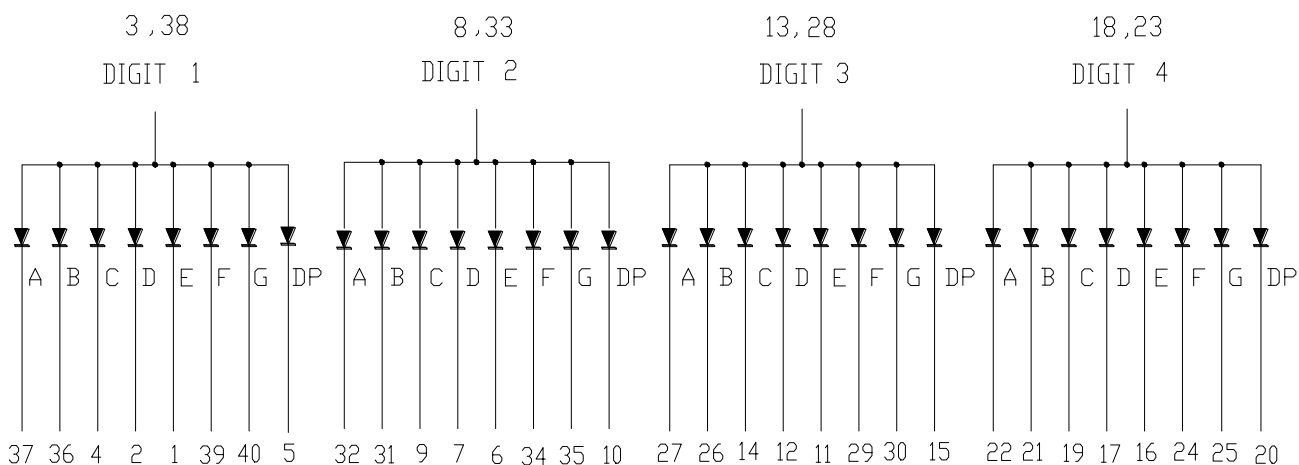 3,38 8,33 13,28 18,23
DIGIT 1 DIGIT 2 DIGIT 3 DIGIT 4
A B C D E F G DP A B C D E F G DP A B C D E F G DP A B C D E F G DP
37 36 4 2 1 39 40 5 32 31 9 7 6 34 35 10 27 26 14 12 11 29 30 15 22 21 19 17 16 24 25 20